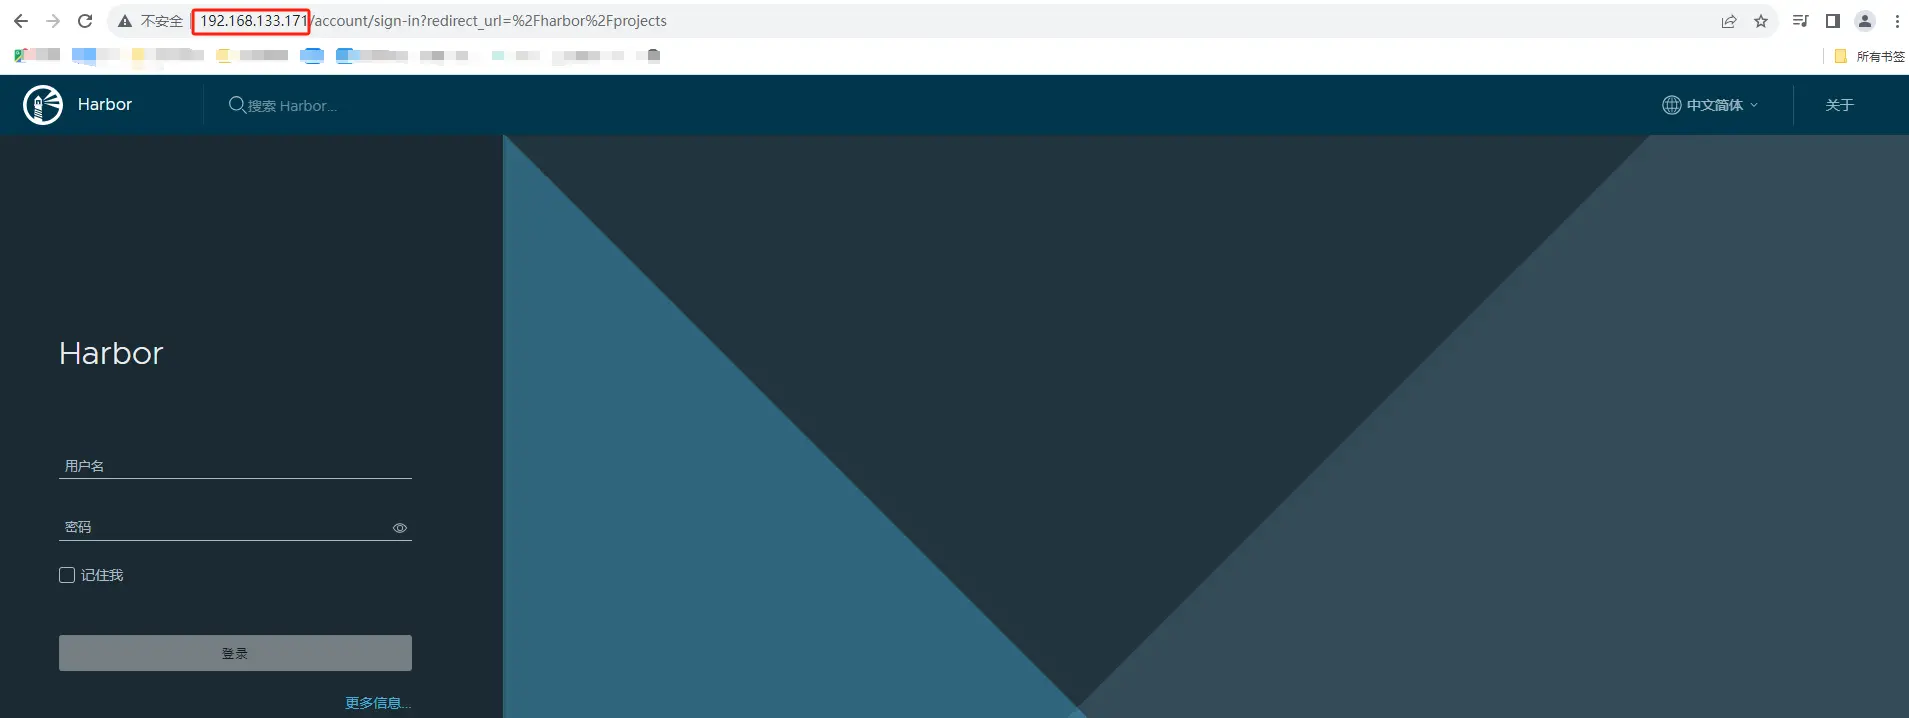 不安全 192.168.133.171/account/sign-in?redirect_url=%2Fharbor%2Fprojects
所有书签
Harbor 搜索 Harbor... 中文简体 关于
Harbor
用户名
密码
记住我
登录
更多信息...